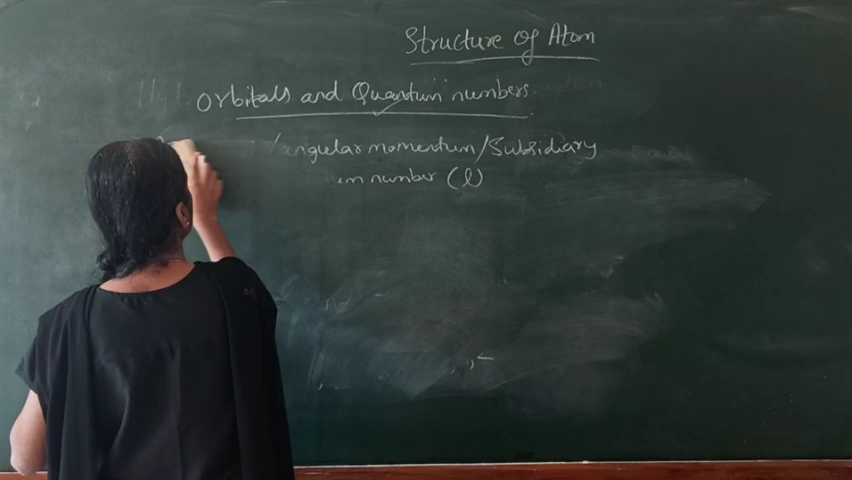 Structure of Atom
Orbitals and Quantum numbers.
/angular momentum/Subsidiary
number (l)